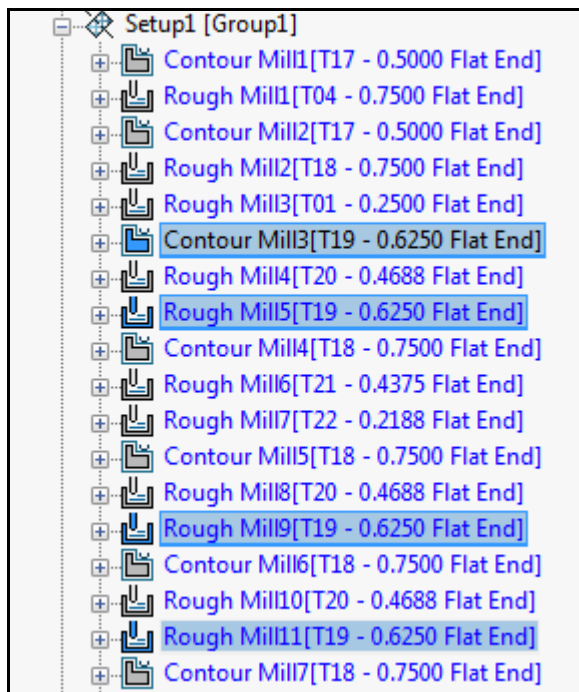 Setup1 [Group1]
Contour Mill1[T17 - 0.5000 Flat End]
Rough Mill1[T04 - 0.7500 Flat End]
Contour Mill2[T17 - 0.5000 Flat End]
Rough Mill2[T18 - 0.7500 Flat End]
Rough Mill3[T01 - 0.2500 Flat End]
Contour Mill3[T19 - 0.6250 Flat End]
Rough Mill4[T20 - 0.4688 Flat End]
Rough Mill5[T19 - 0.6250 Flat End]
Contour Mill4[T18 - 0.7500 Flat End]
Rough Mill6[T21 - 0.4375 Flat End]
Rough Mill7[T22 - 0.2188 Flat End]
Contour Mill5[T18 - 0.7500 Flat End]
Rough Mill8[T20 - 0.4688 Flat End]
Rough Mill9[T19 - 0.6250 Flat End]
Contour Mill6[T18 - 0.7500 Flat End]
Rough Mill10[T20 - 0.4688 Flat End]
Rough Mill11[T19 - 0.6250 Flat End]
Contour Mill7[T18 - 0.7500 Flat End]